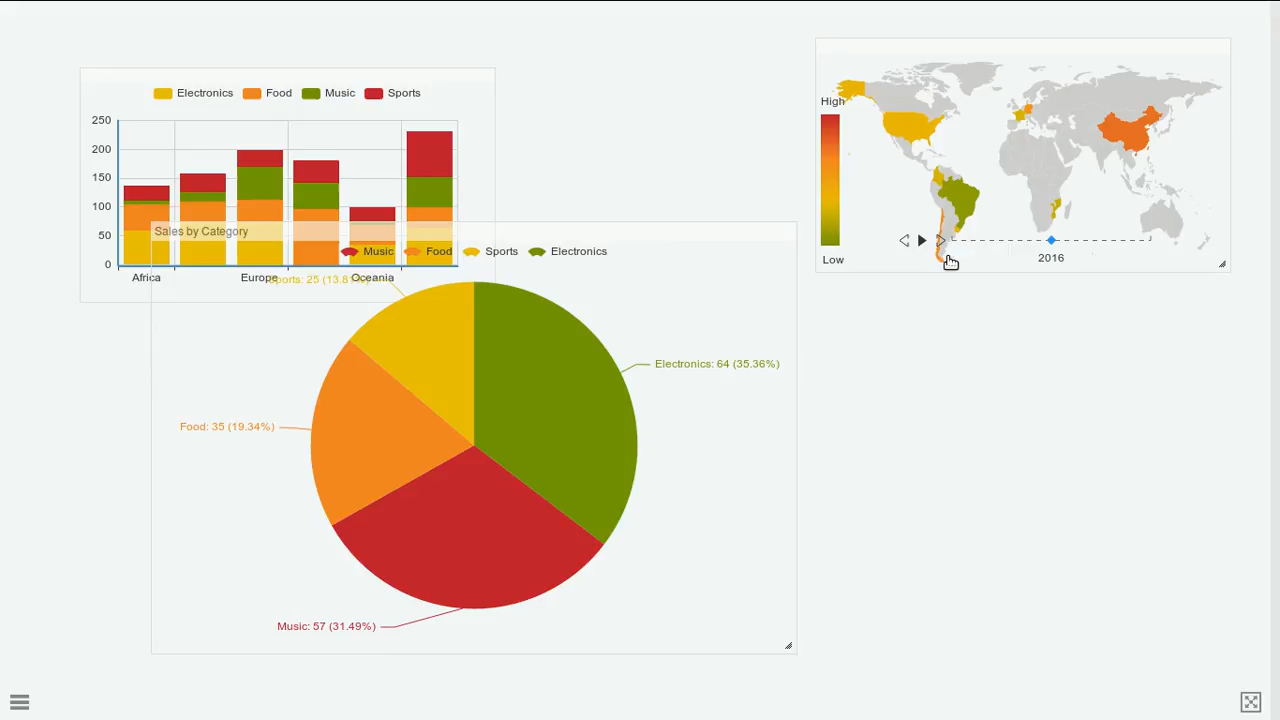 Electronics Food Music Sports
250
200
150
100
50
0
Africa Europe Oceania
Sales by Category
Music Food Sports Electronics
Electronics: 64 (35.36%)
Food: 35 (19.34%)
Music: 57 (31.49%)
High
Low
2016